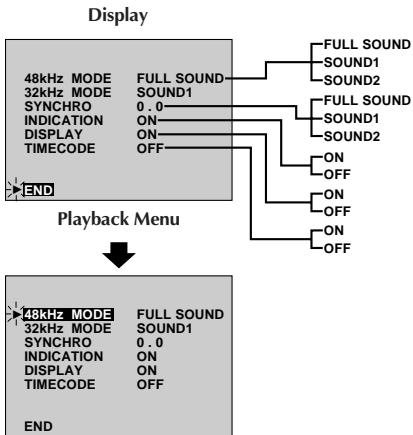 Display
48kHz MODE FULL SOUND
32kHz MODE SOUND1
SYNCHRO 0 . 0
INDICATION ON
DISPLAY ON
TIMECODE OFF
END
FULL SOUND
SOUND1
SOUND2
FULL SOUND
SOUND1
SOUND2
ON
OFF
ON
OFF
ON
OFF
Playback Menu
48kHz MODE FULL SOUND
32kHz MODE SOUND1
SYNCHRO 0 . 0
INDICATION ON
DISPLAY ON
TIMECODE OFF
END